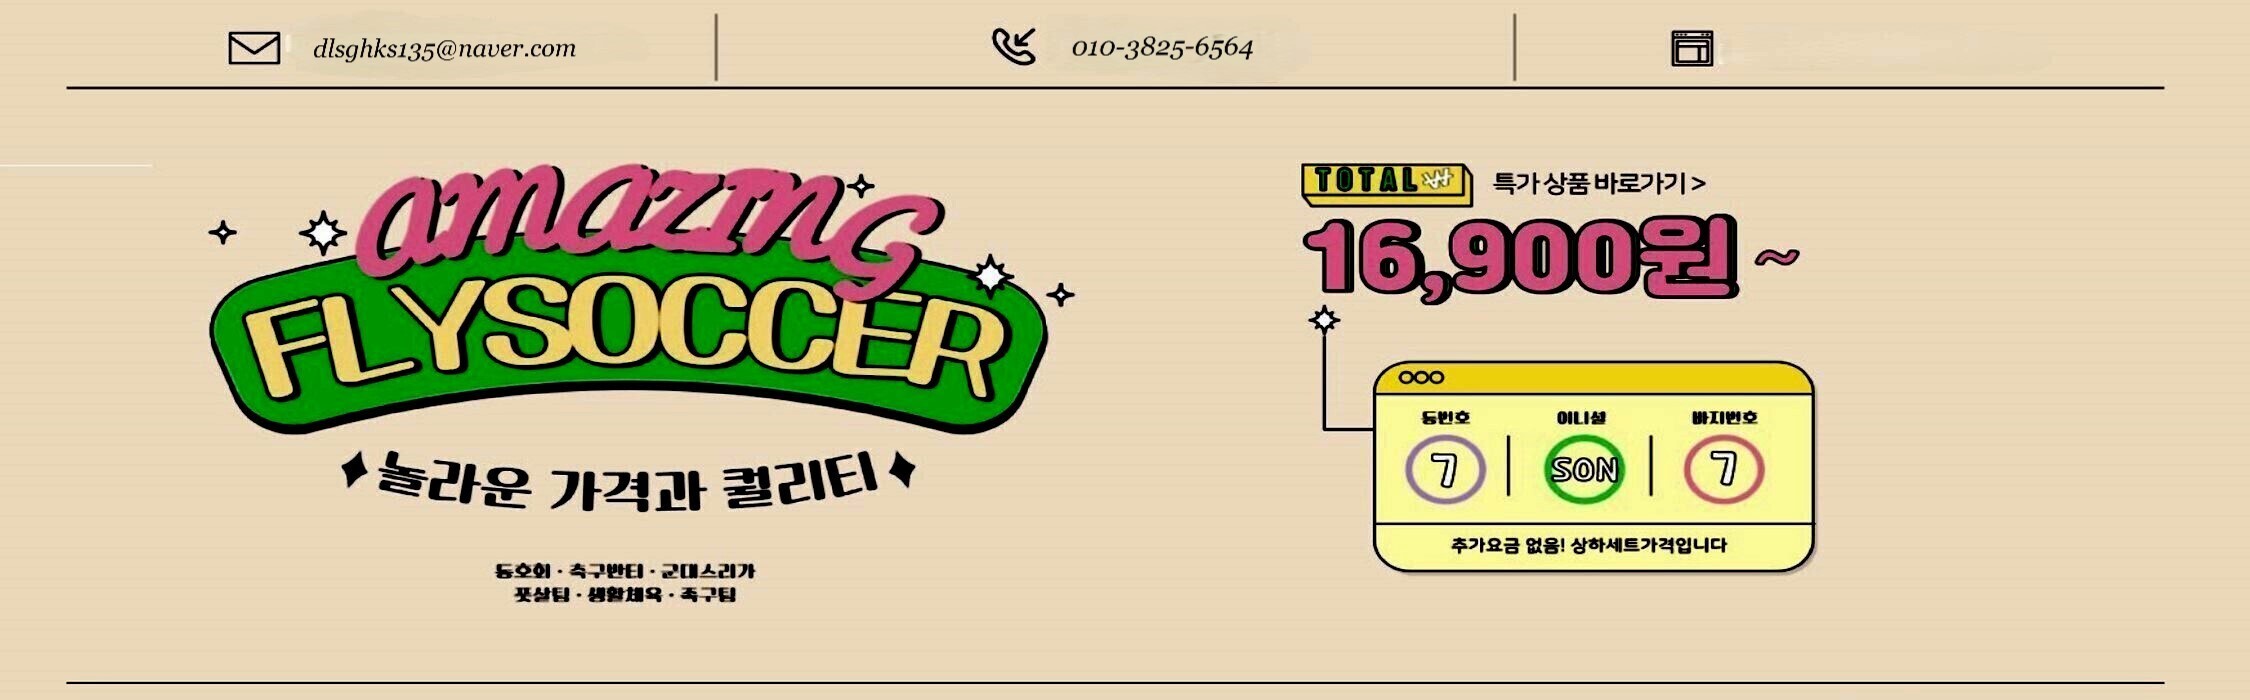 dlsghks135@naver.com
010-3825-6564
amazing
FLYSOCCER
놀라운 가격과 퀄리티
동호회 · 축구반티 · 군대스리가
풋살팀 · 생활체육 · 족구팀
TOTAL ₩
특가 상품 바로가기 >
16,900원 ~
등번호
이니셜
바지번호
7
SON
7
추가요금 없음! 상하세트가격입니다